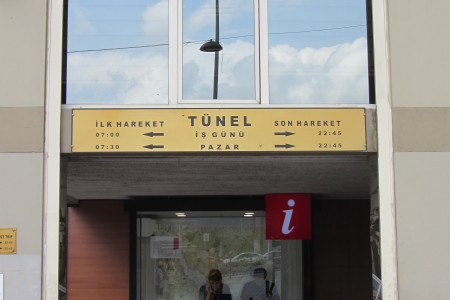 İLK HAREKET TÜNEL SON HAREKET
07:00 İŞ GÜNÜ 22:45
07:30 PAZAR 22:45
i